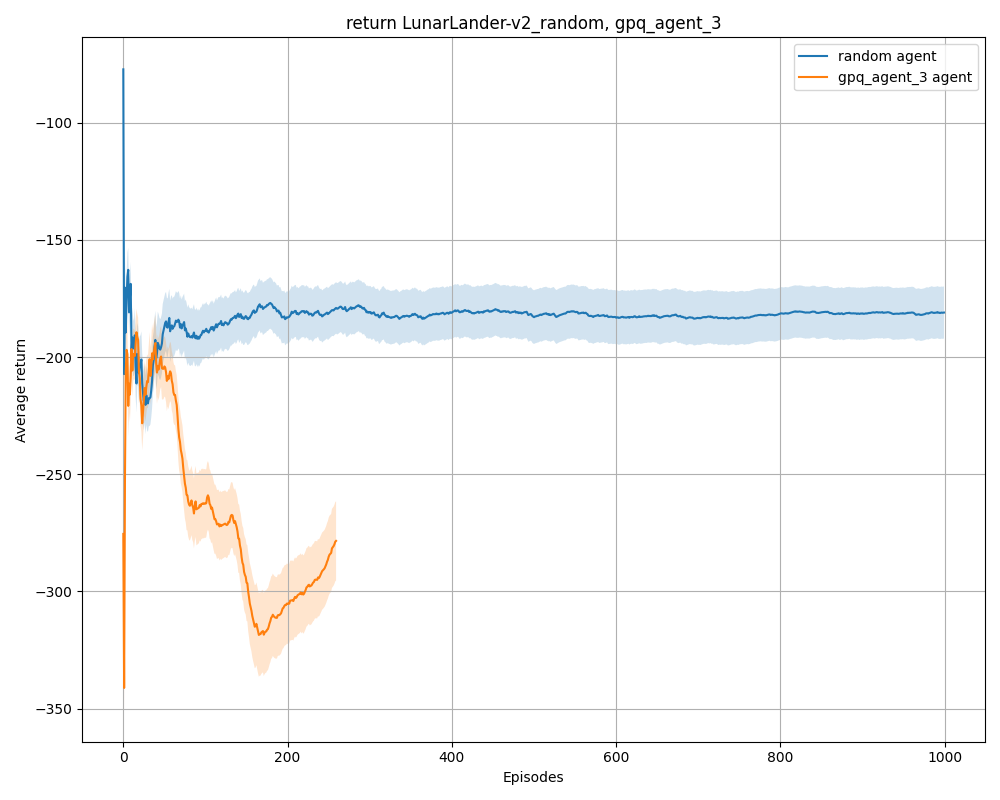 return LunarLander-v2_random, gpq_agent_3
random agent
gpq_agent_3 agent
Average return
−100
−150
−200
−250
−300
−350
0
200
400
600
800
1000
Episodes